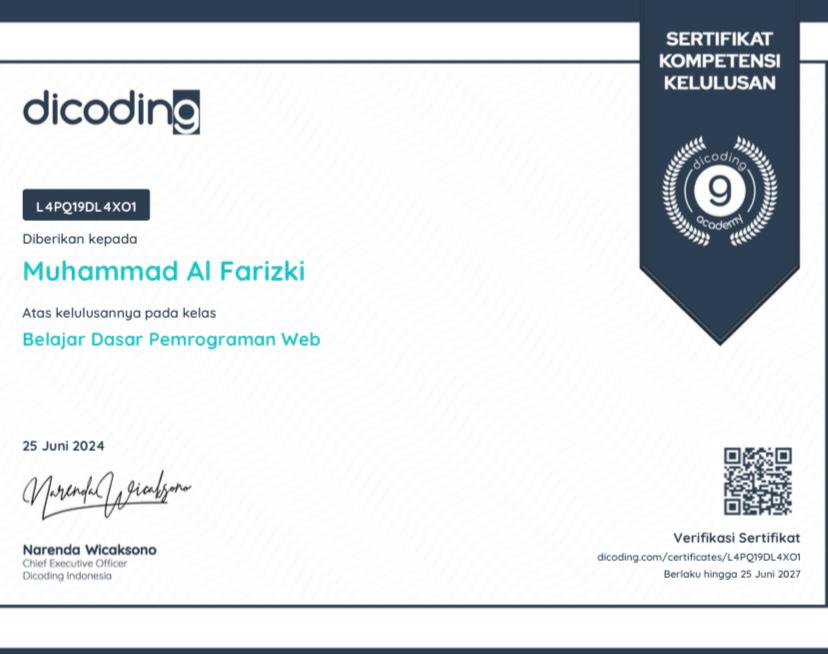 SERTIFIKAT
KOMPETENSI
KELULUSAN
dicoding
academy
dicoding
L4PQ19DL4XO1
Diberikan kepada
Muhammad Al Farizki
Atas kelulusannya pada kelas
Belajar Dasar Pemrograman Web
25 Juni 2024
Narenda Wicaksono
Narenda Wicaksono
Chief Executive Officer
Dicoding Indonesia
Verifikasi Sertifikat
dicoding.com/certificates/L4PQ19DL4XO1
Berlaku hingga 25 Juni 2027